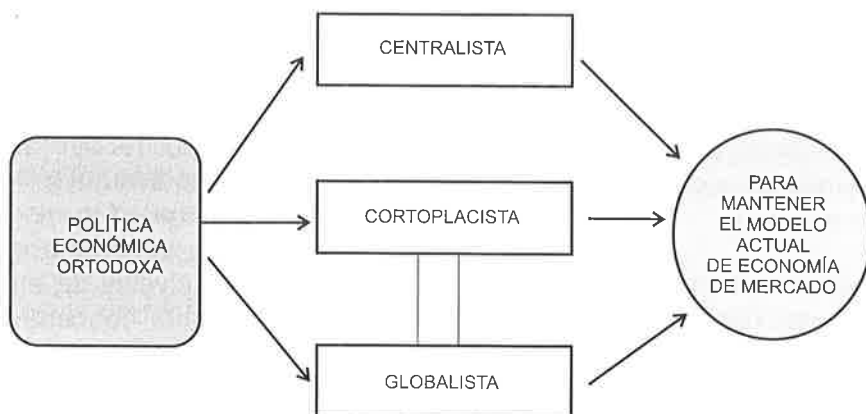 CENTRALISTA
POLÍTICA
ECONÓMICA
ORTODOXA
CORTOPLACISTA
GLOBALISTA
PARA
MANTENER
EL MODELO
ACTUAL
DE ECONOMÍA
DE MERCADO